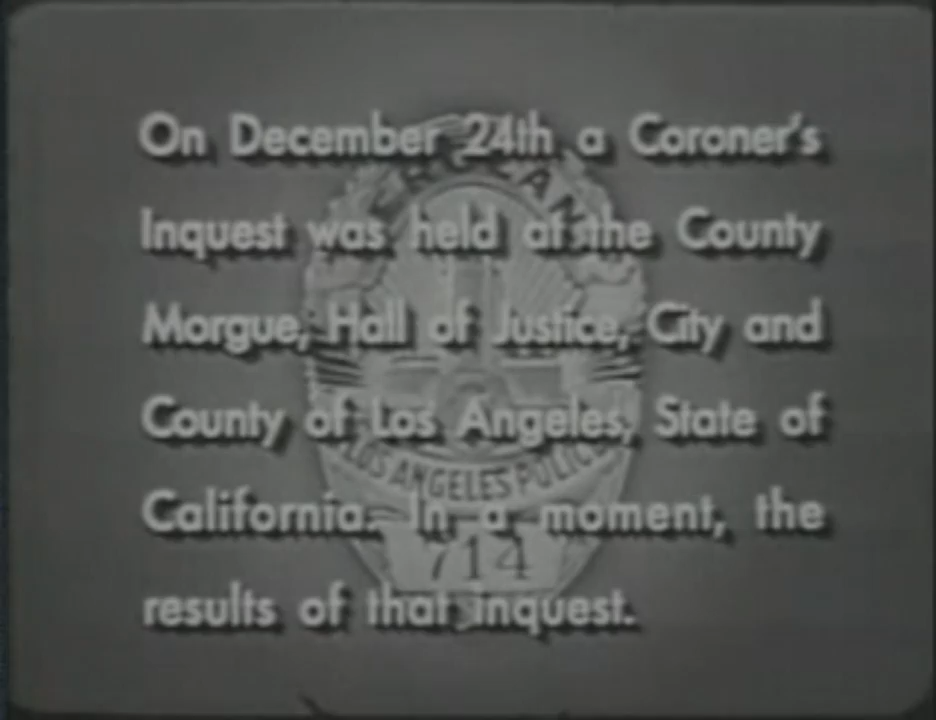 On December 24th a Coroner's
Inquest was held at the County
Morgue, Hall of Justice, City and
County of Los Angeles, State of
California. In a moment, the
results of that inquest.
SERGEANT
LOS ANGELES POLICE
714